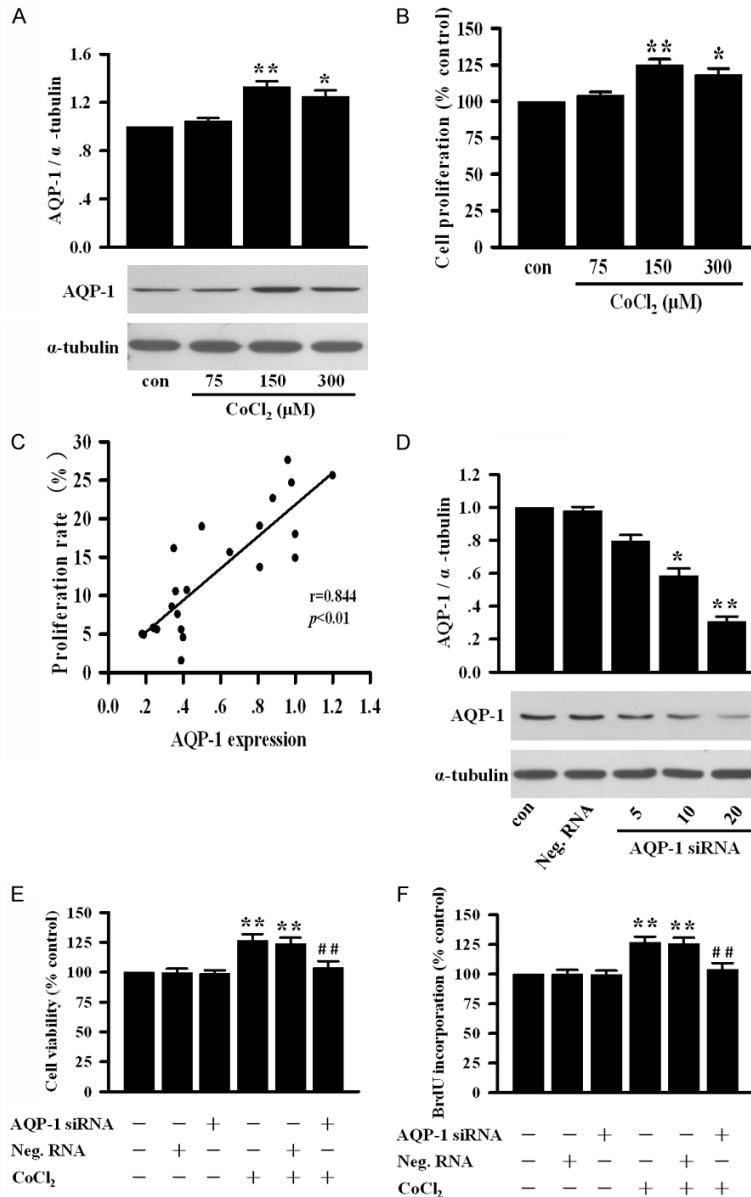 A
AQP-1 / α -tubulin
1.6
1.2
.8
.4
0.0
**
*
AQP-1
α-tubulin
con 75 150 300
CoCl2 (μM)
B
Cell proliferation (% control)
150
125
100
75
50
25
0
**
*
con 75 150 300
CoCl2 (μM)
C
Proliferation rate (%)
30
25
20
15
10
5
0
r=0.844
p<0.01
0.0 .2 .4 .6 .8 1.0 1.2 1.4
AQP-1 expression
D
AQP-1 / α -tubulin
1.2
1.0
.8
.6
.4
.2
0.0
*
**
AQP-1
α-tubulin
con Neg. RNA 5 10 20
AQP-1 siRNA
E
Cell viability (% control)
150
125
100
75
50
25
0
** ** ##
AQP-1 siRNA − − + − − +
Neg. RNA − + − − + −
CoCl2 − − − + + +
F
BrdU incorporation (% control)
150
125
100
75
50
25
0
** ** ##
AQP-1 siRNA − − + − − +
Neg. RNA − + − − + −
CoCl2 − − − + + +